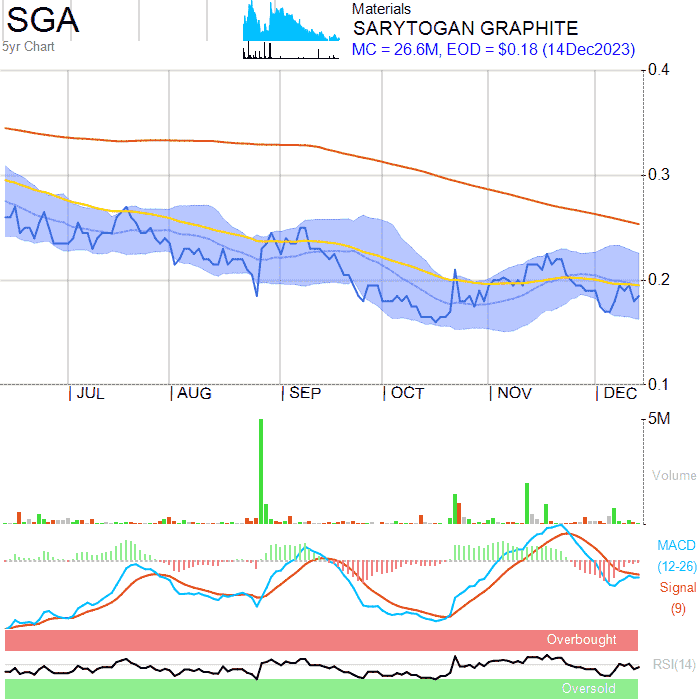 SGA
5yr Chart
Materials
SARYTOGAN GRAPHITE
MC = 26.6M, EOD = $0.18 (14Dec2023)
0.4
0.3
0.2
0.1
JUL AUG SEP OCT NOV DEC
5M
Volume
MACD
(12-26)
Signal
(9)
Overbought
RSI(14)
Oversold